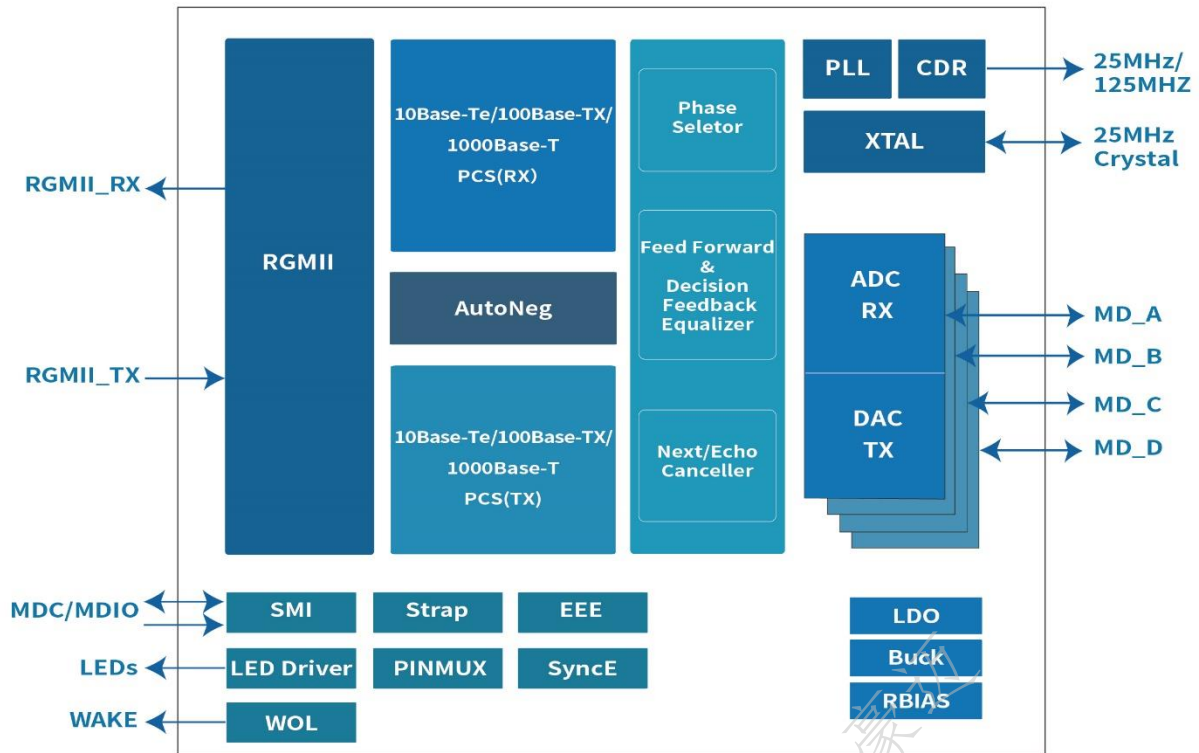 PLL
CDR
25MHz/
125MHZ
XTAL
25MHz
Crystal
10Base-Te/100Base-TX/
1000Base-T
PCS(RX)
Phase
Seletor
RGMII_RX
RGMII
AutoNeg
Feed Forward
&
Decision
Feedback
Equalizer
ADC
RX
DAC
TX
MD_A
MD_B
MD_C
MD_D
RGMII_TX
10Base-Te/100Base-TX/
1000Base-T
PCS(TX)
Next/Echo
Canceller
MDC/MDIO
SMI
Strap
EEE
LDO
LEDs
LED Driver
PINMUX
SyncE
Buck
WAKE
WOL
RBIAS